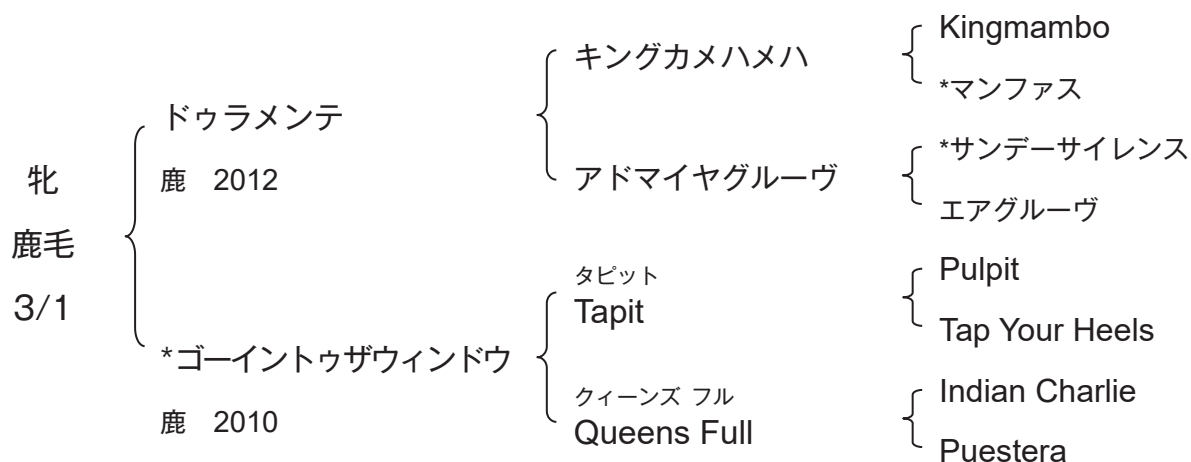 牝
鹿毛
3/1
ドゥラメンテ
鹿 2012
*ゴーイントゥザウィンドウ
鹿 2010
キングカメハメハ
アドマイヤグルーヴ
タピット
Tapit
クィーンズ フル
Queens Full
Kingmambo
*マンファス
*サンデーサイレンス
エアグルーヴ
Pulpit
Tap Your Heels
Indian Charlie
Puestera